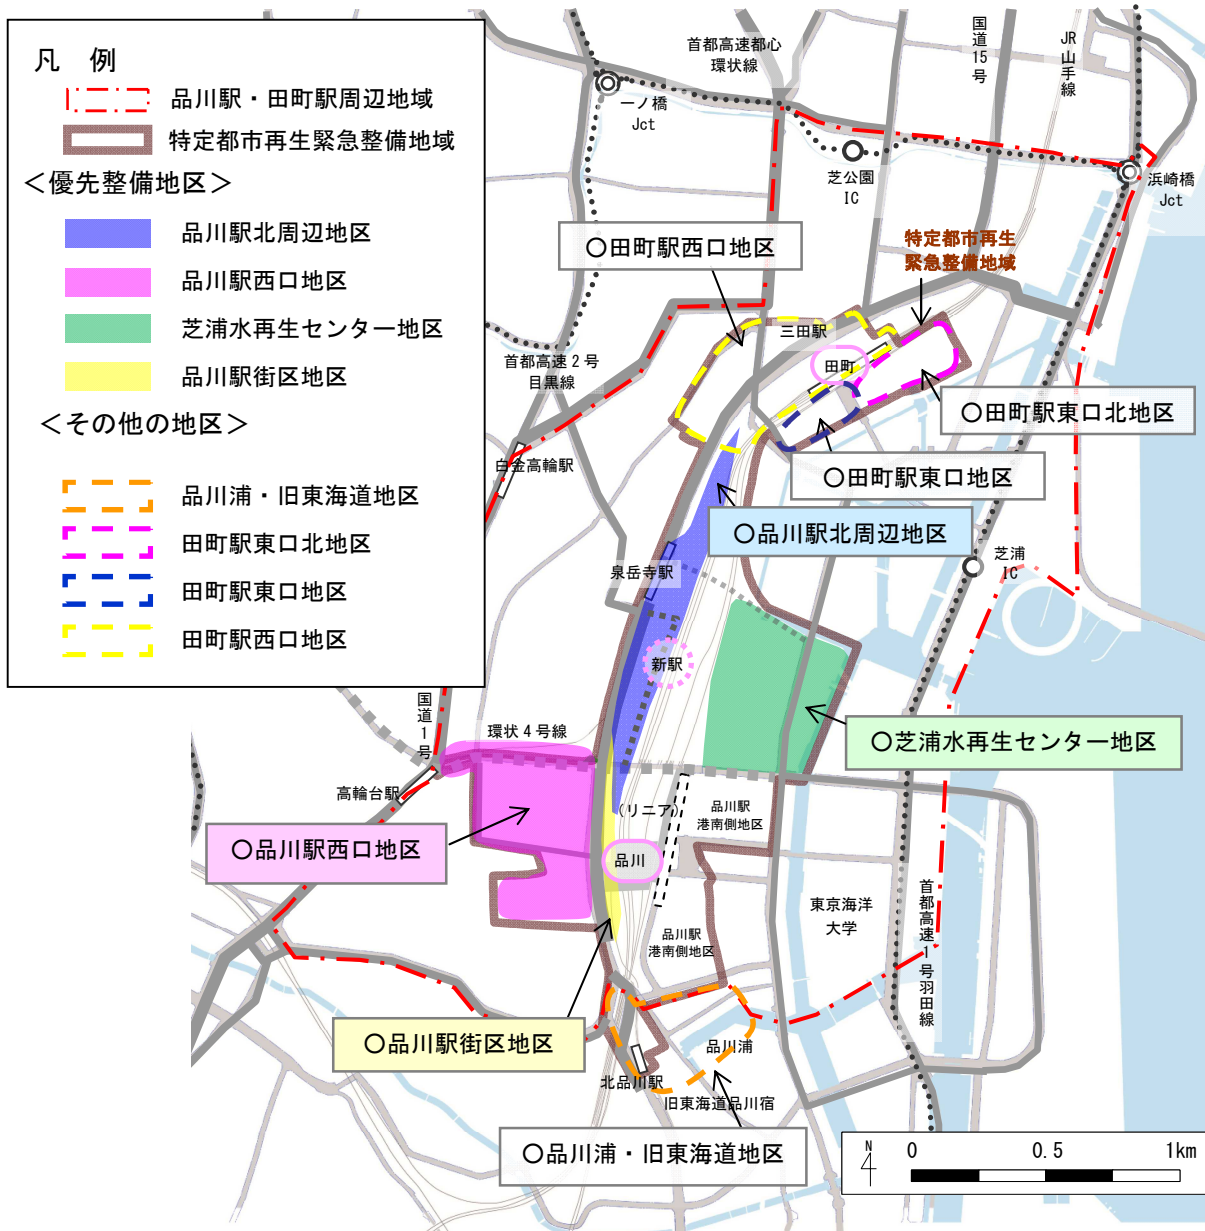 凡　例
品川駅・田町駅周辺地域
特定都市再生緊急整備地域
＜優先整備地区＞
品川駅北周辺地区
品川駅西口地区
芝浦水再生センター地区
品川駅街区地区
＜その他の地区＞
品川浦・旧東海道地区
田町駅東口北地区
田町駅東口地区
田町駅西口地区
首都高速都心
環状線
国道15号
JR山手線
一ノ橋
Jct
芝公園
IC
浜崎橋
Jct
〇田町駅西口地区
特定都市再生
緊急整備地域
三田駅
田町
首都高速２号
目黒線
〇田町駅東口北地区
白金高輪駅
〇田町駅東口地区
〇品川駅北周辺地区
泉岳寺駅
芝浦
IC
新駅
国道１号
環状４号線
〇芝浦水再生センター地区
高輪台駅
（リニア）
品川駅
港南側地区
〇品川駅西口地区
品川
東京海洋
大学
首都高速１号羽田線
品川駅
港南側地区
〇品川駅街区地区
品川浦
北品川駅
旧東海道品川宿
〇品川浦・旧東海道地区
N
0
0.5
1km